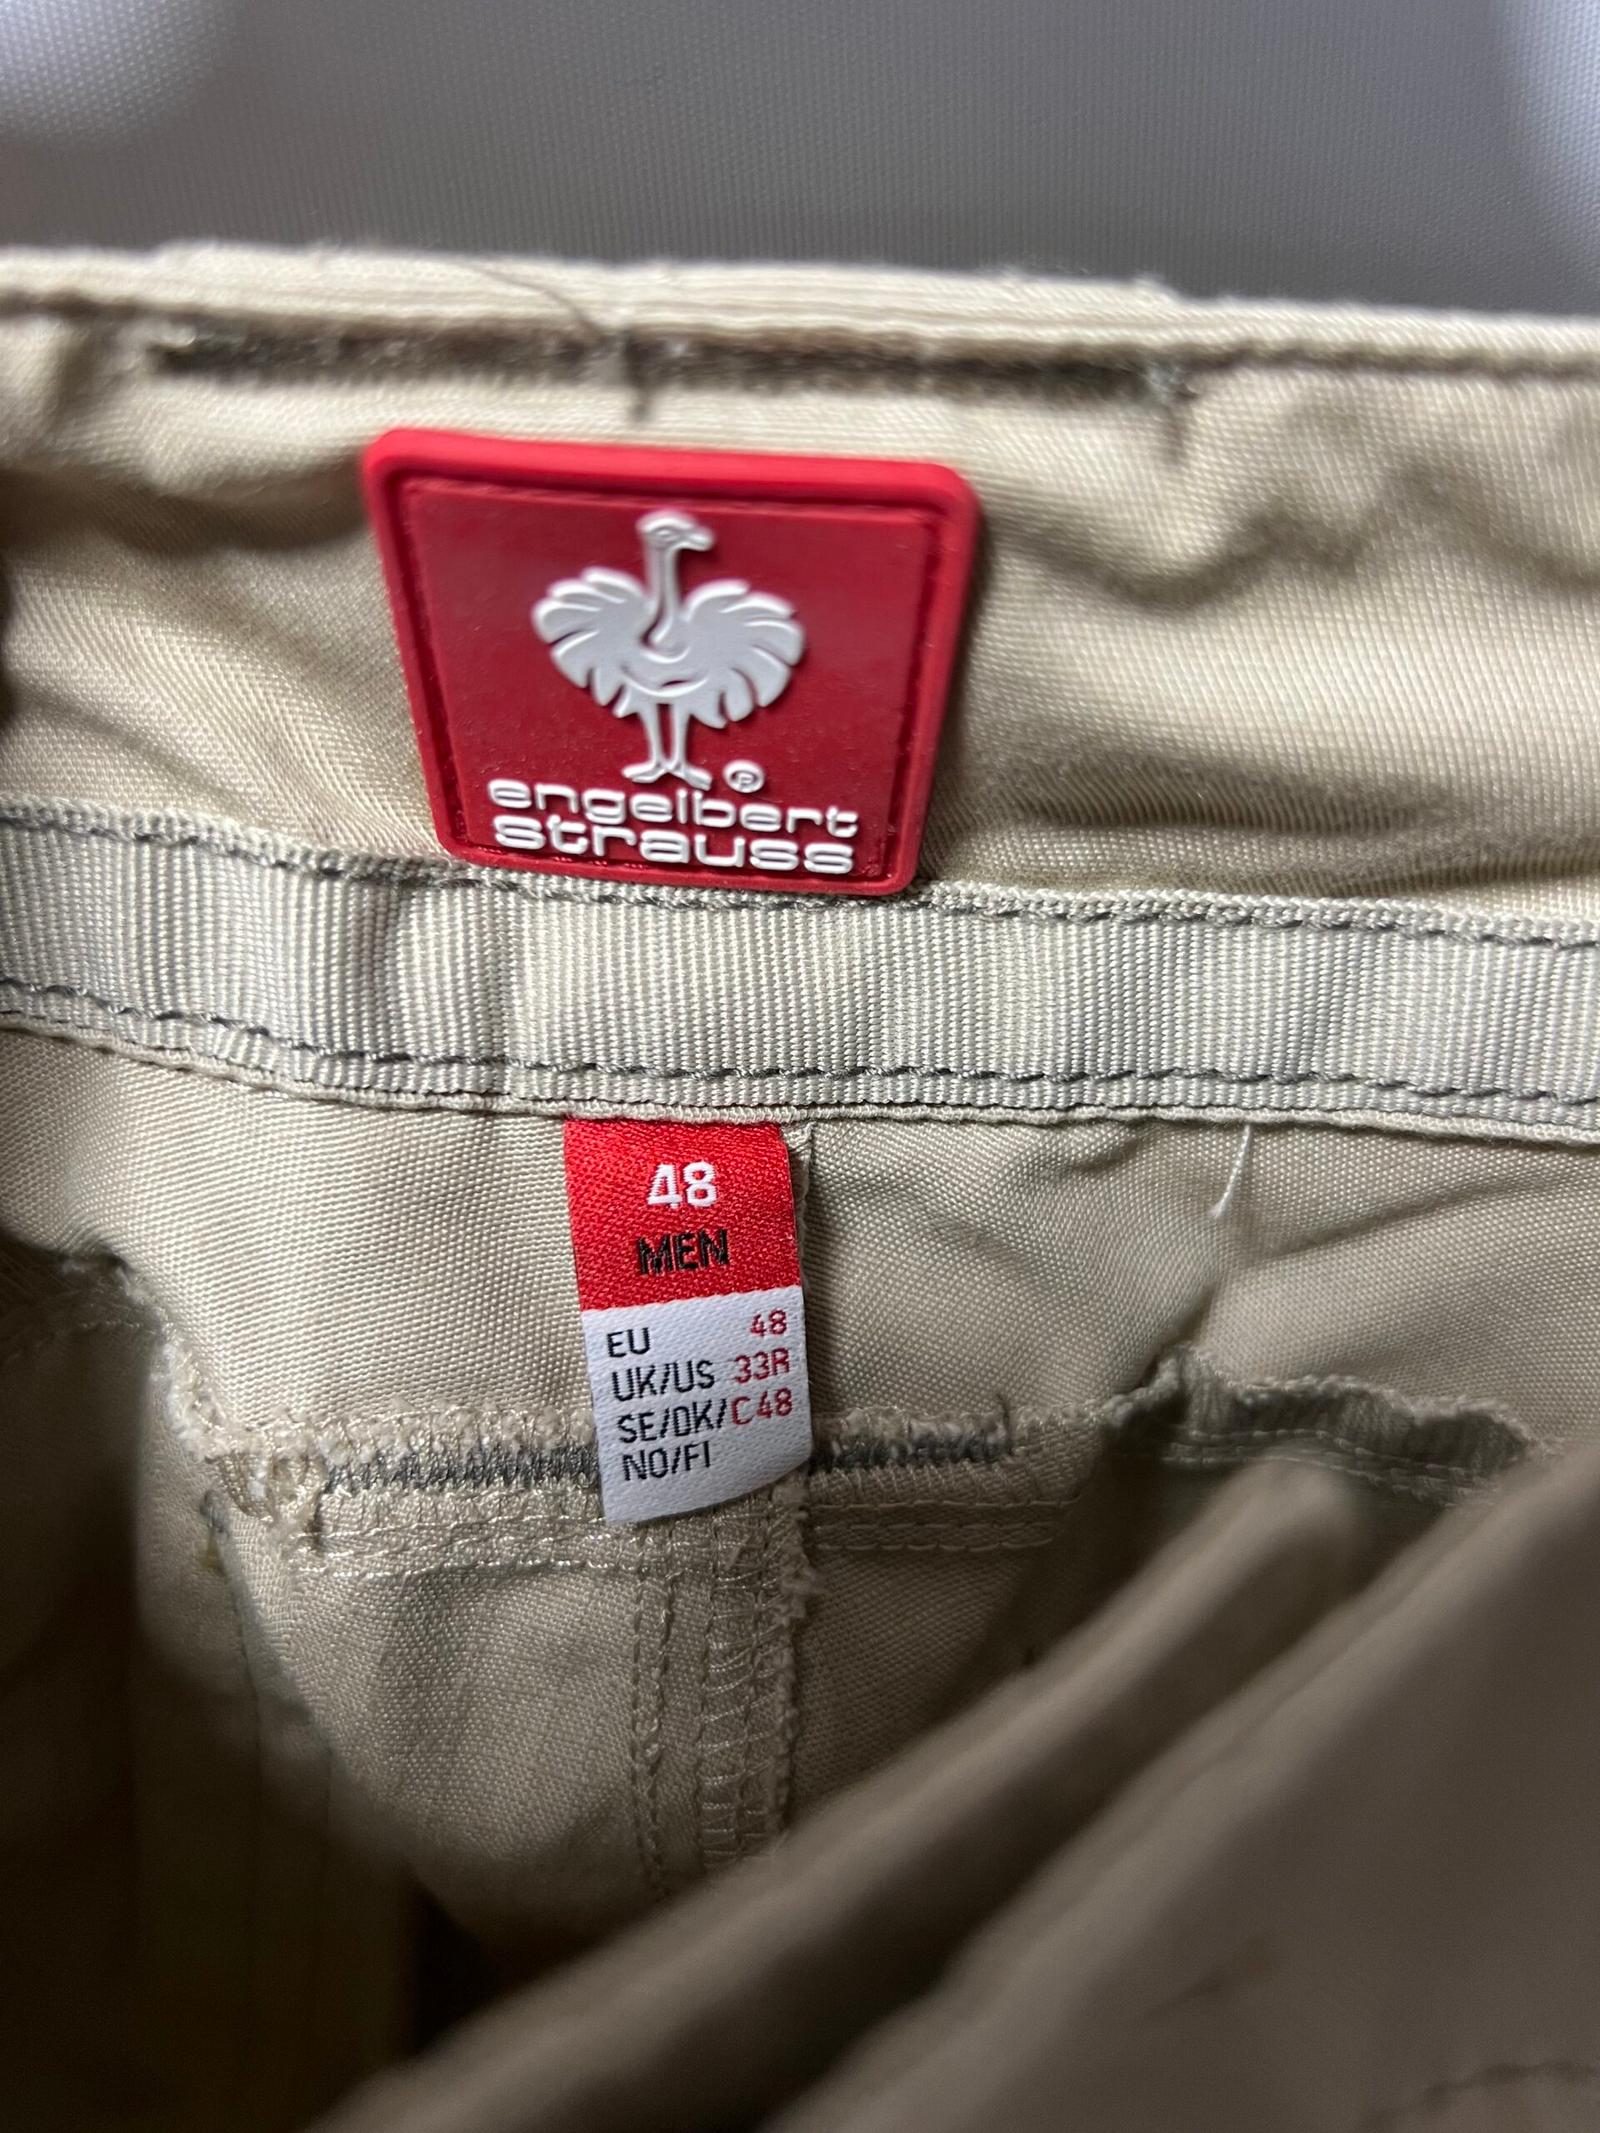 ®
engelbert
strauss
48
MEN
EU 48
UK/US 33R
SE/DK/ C48
NO/FI